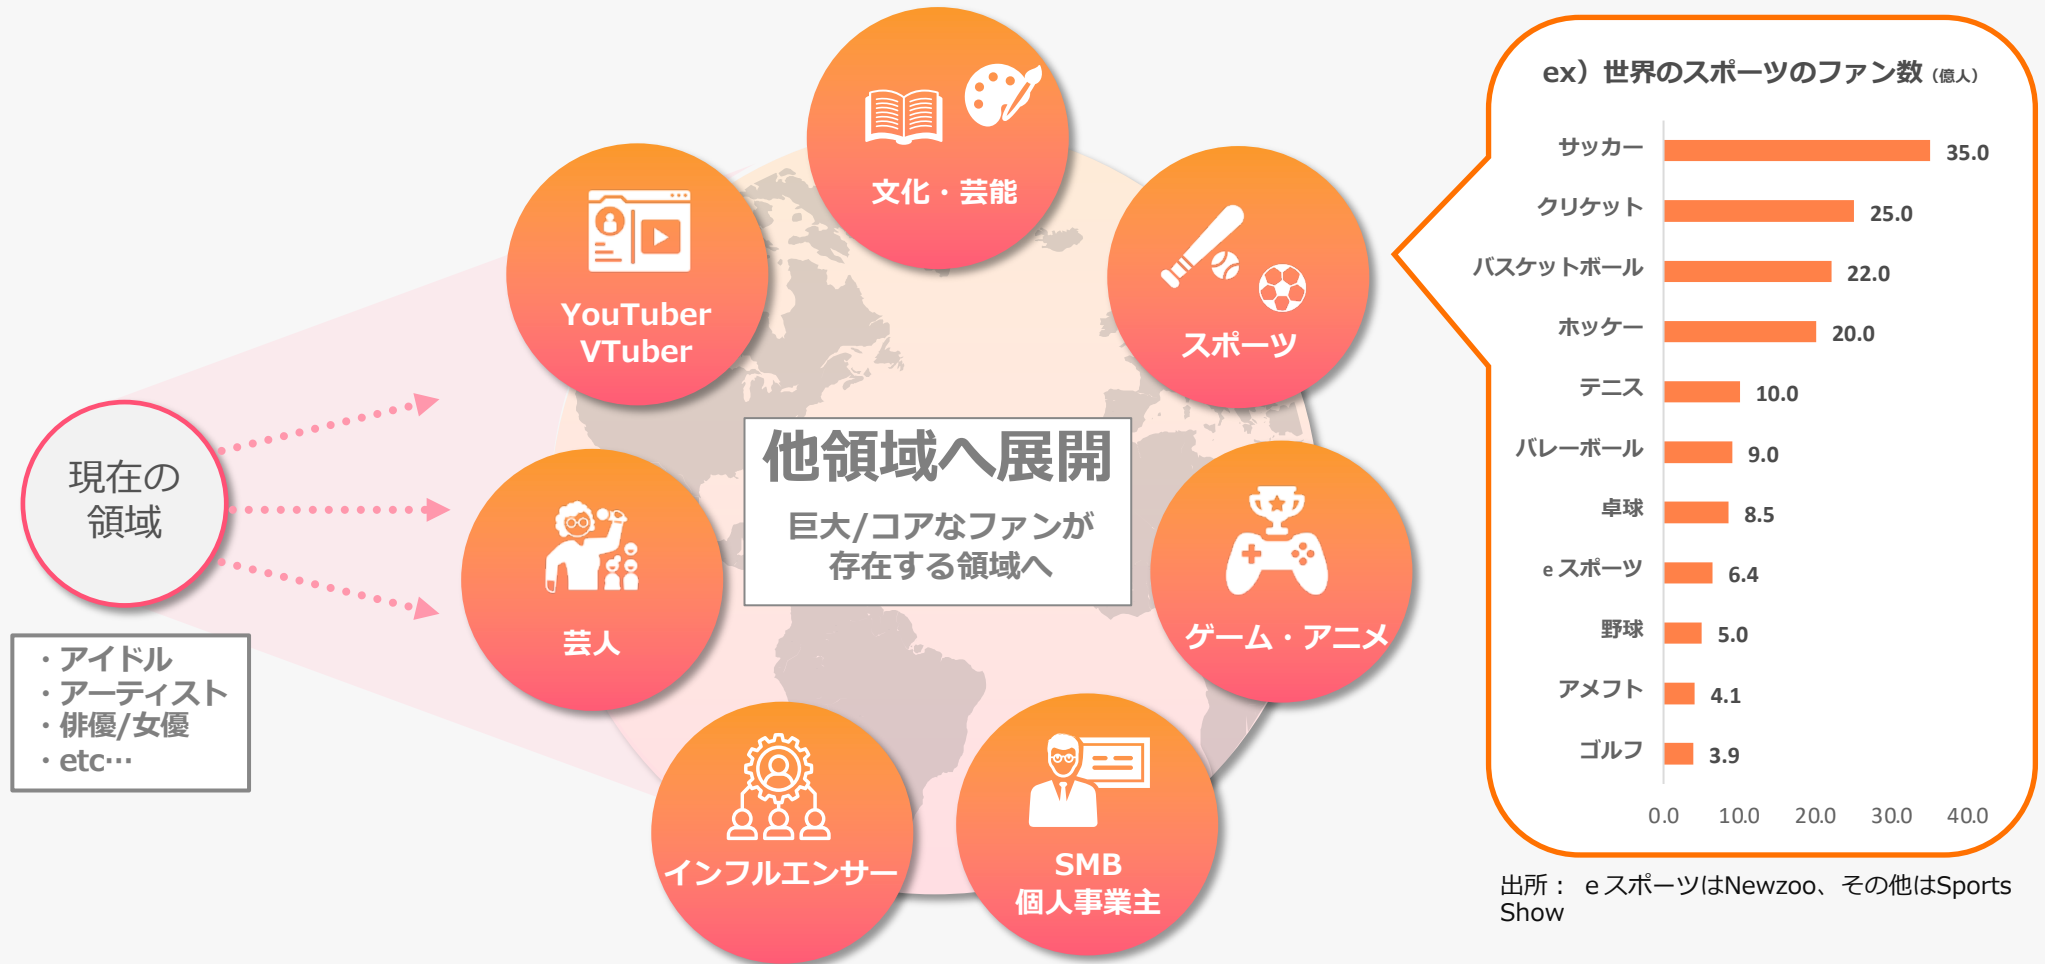 現在の
領域
・アイドル
・アーティスト
・俳優/女優
・etc…
文化・芸能
YouTuber
VTuber
スポーツ
他領域へ展開
巨大/コアなファンが
存在する領域へ
芸人
ゲーム・アニメ
インフルエンサー
SMB
個人事業主
ex）世界のスポーツのファン数（億人）
サッカー 35.0
クリケット 25.0
バスケットボール 22.0
ホッケー 20.0
テニス 10.0
バレーボール 9.0
卓球 8.5
eスポーツ 6.4
野球 5.0
アメフト 4.1
ゴルフ 3.9
0.0 10.0 20.0 30.0 40.0
出所： eスポーツはNewzoo、その他はSports
Show